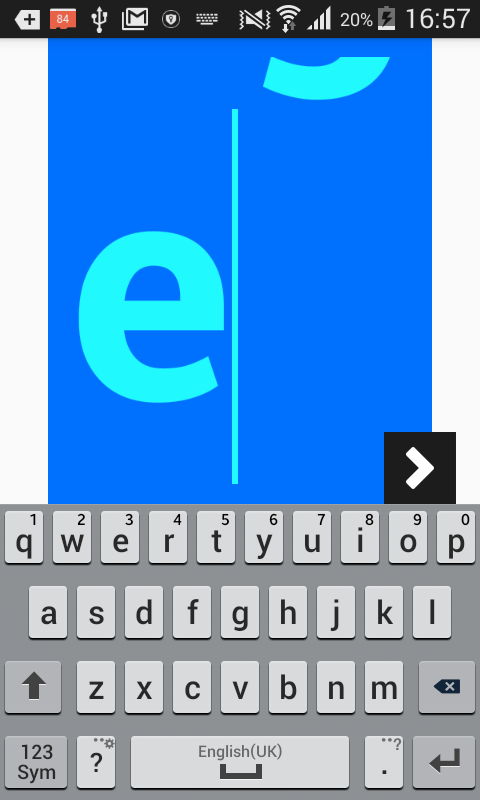 84 20% 16:57
e
1 2 3 4 5 6 7 8 9 0
q w e r t y u i o p
a s d f g h j k l
z x c v b n m
123 Sym ? English(UK) . ?